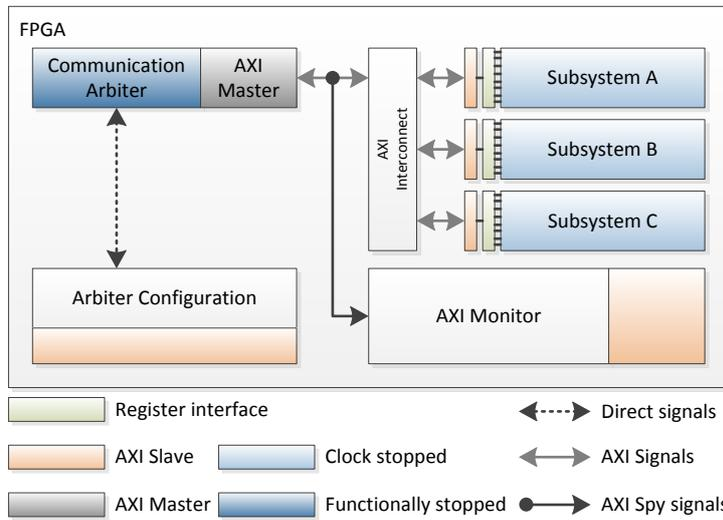 FPGA
Communication
Arbiter
AXI
Master
AXI
Interconnect
Subsystem A
Subsystem B
Subsystem C
Arbiter Configuration
AXI Monitor
Register interface
Direct signals
AXI Slave
Clock stopped
AXI Signals
AXI Master
Functionally stopped
AXI Spy signals